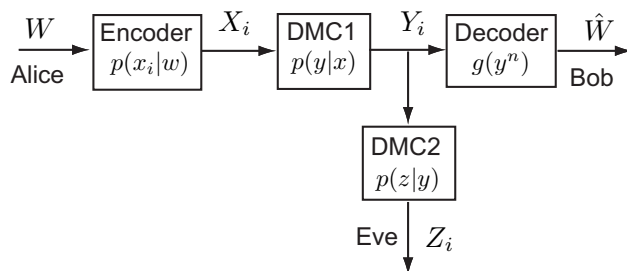 W
Alice
Encoder
p(x_i|w)
X_i
DMC1
p(y|x)
Y_i
Decoder
g(y^n)
Ŵ
Bob
DMC2
p(z|y)
Eve
Z_i